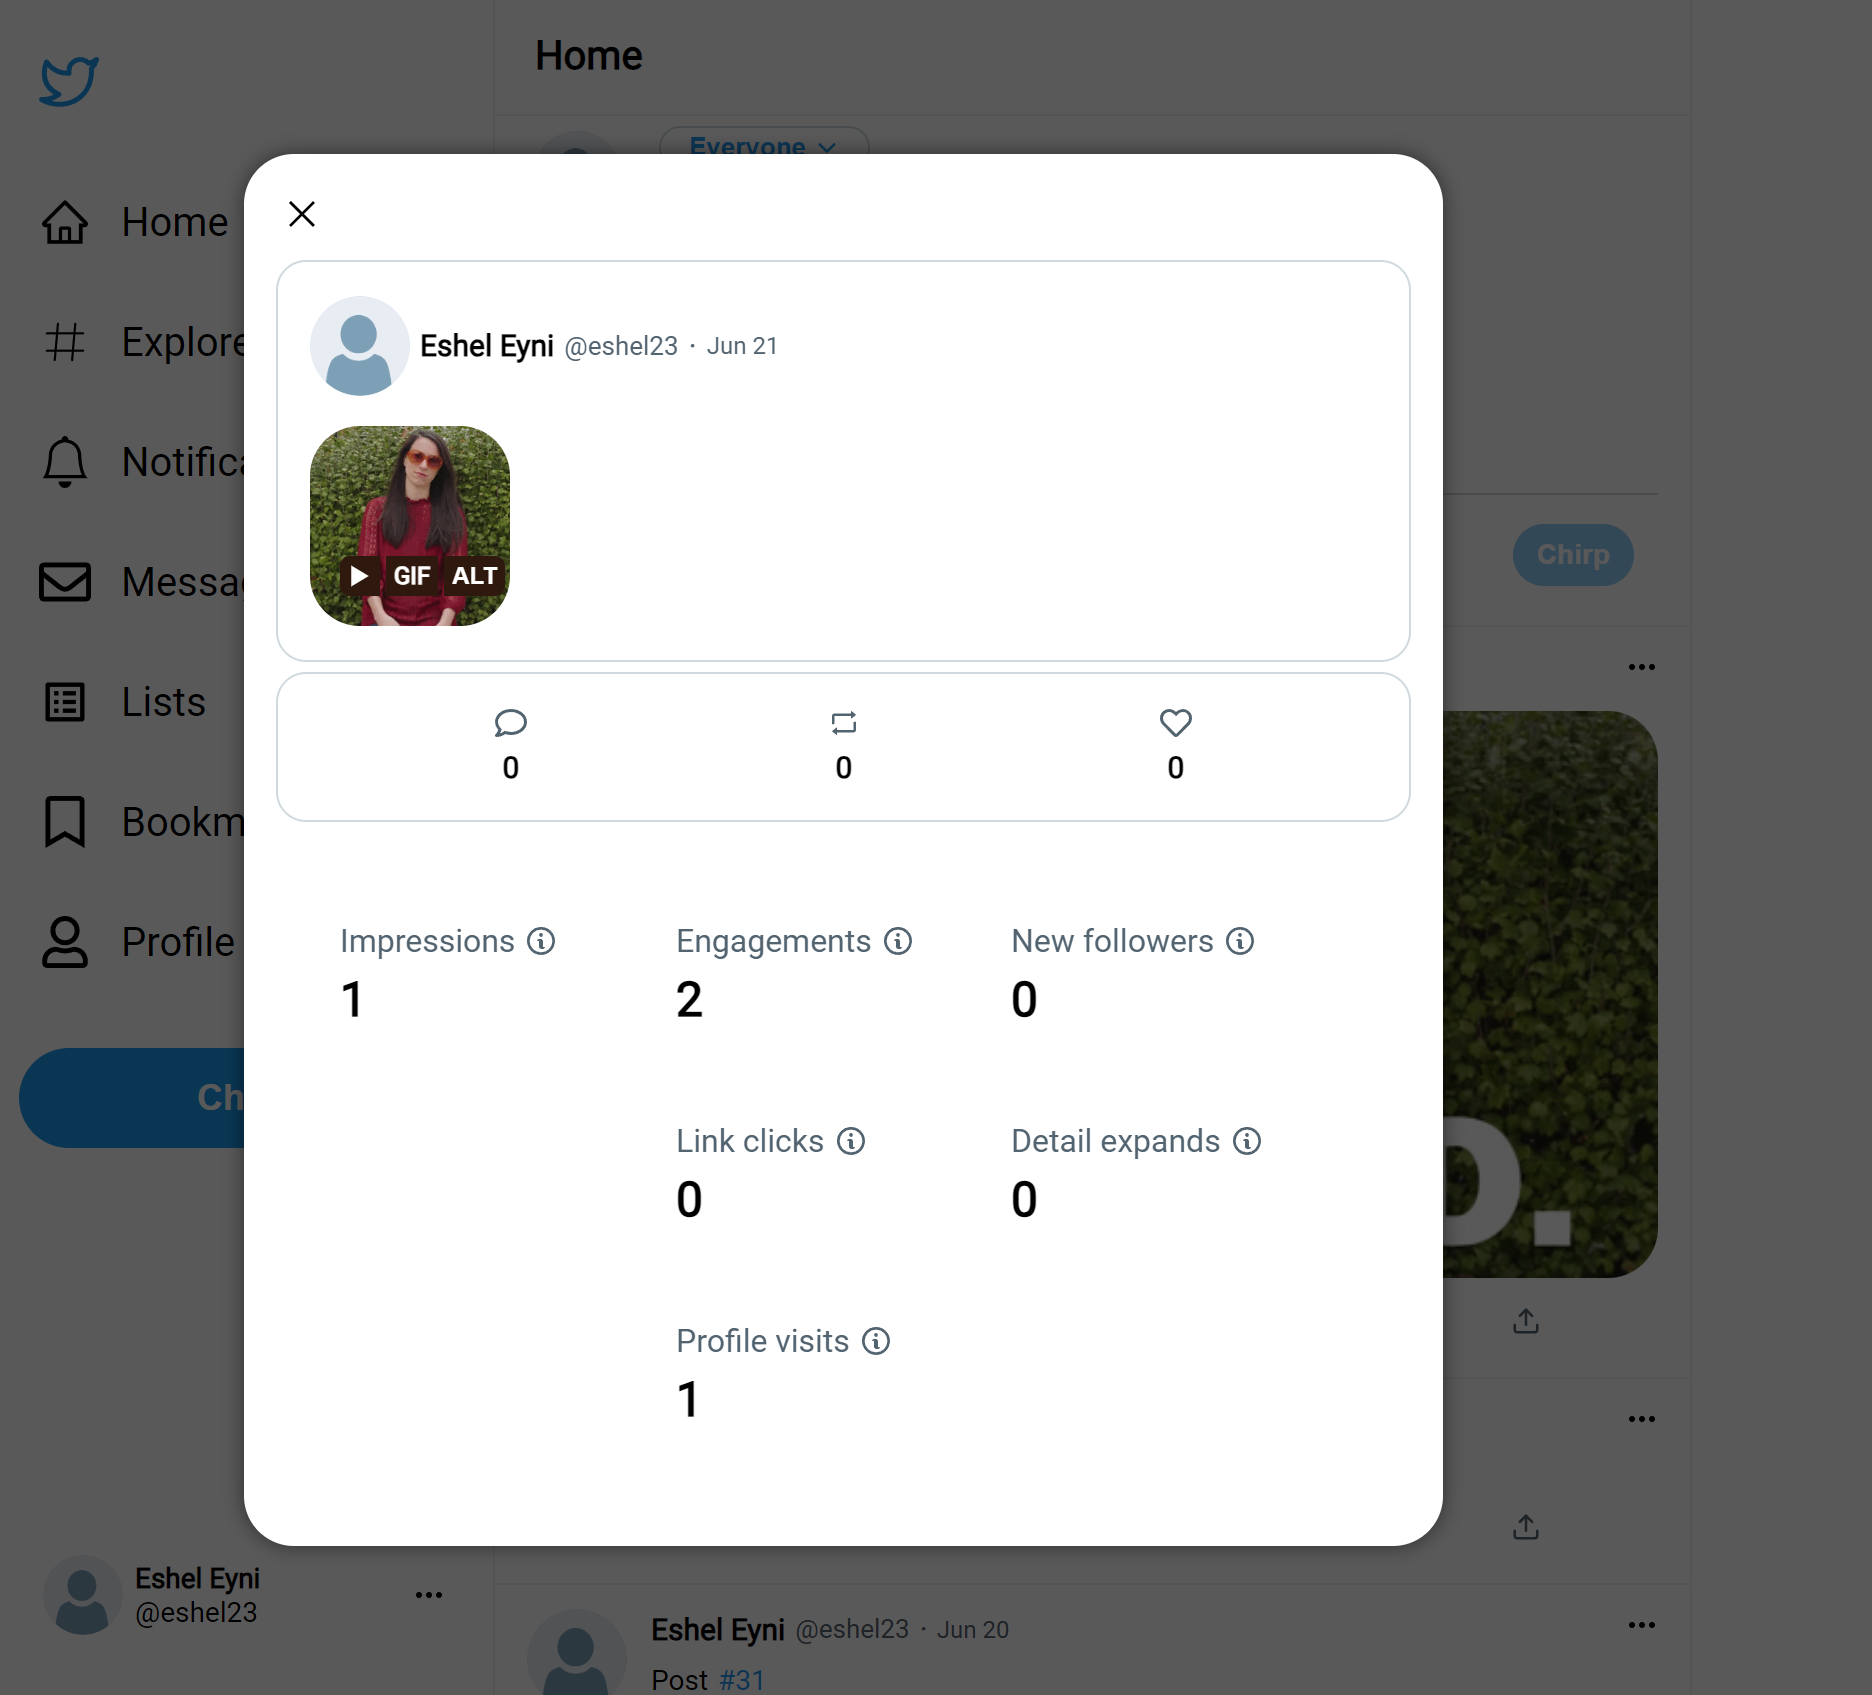 Home
Everyone
Home
Explore
Notific
Messa
Lists
Bookm
Profile
Ch
Eshel Eyni @eshel23 · Jun 21
GIF ALT
0 0 0
Impressions Engagements New followers
1 2 0
Link clicks Detail expands
0 0
Profile visits
1
Chirp
D.
Eshel Eyni
@eshel23
Eshel Eyni @eshel23 · Jun 20
Post #31